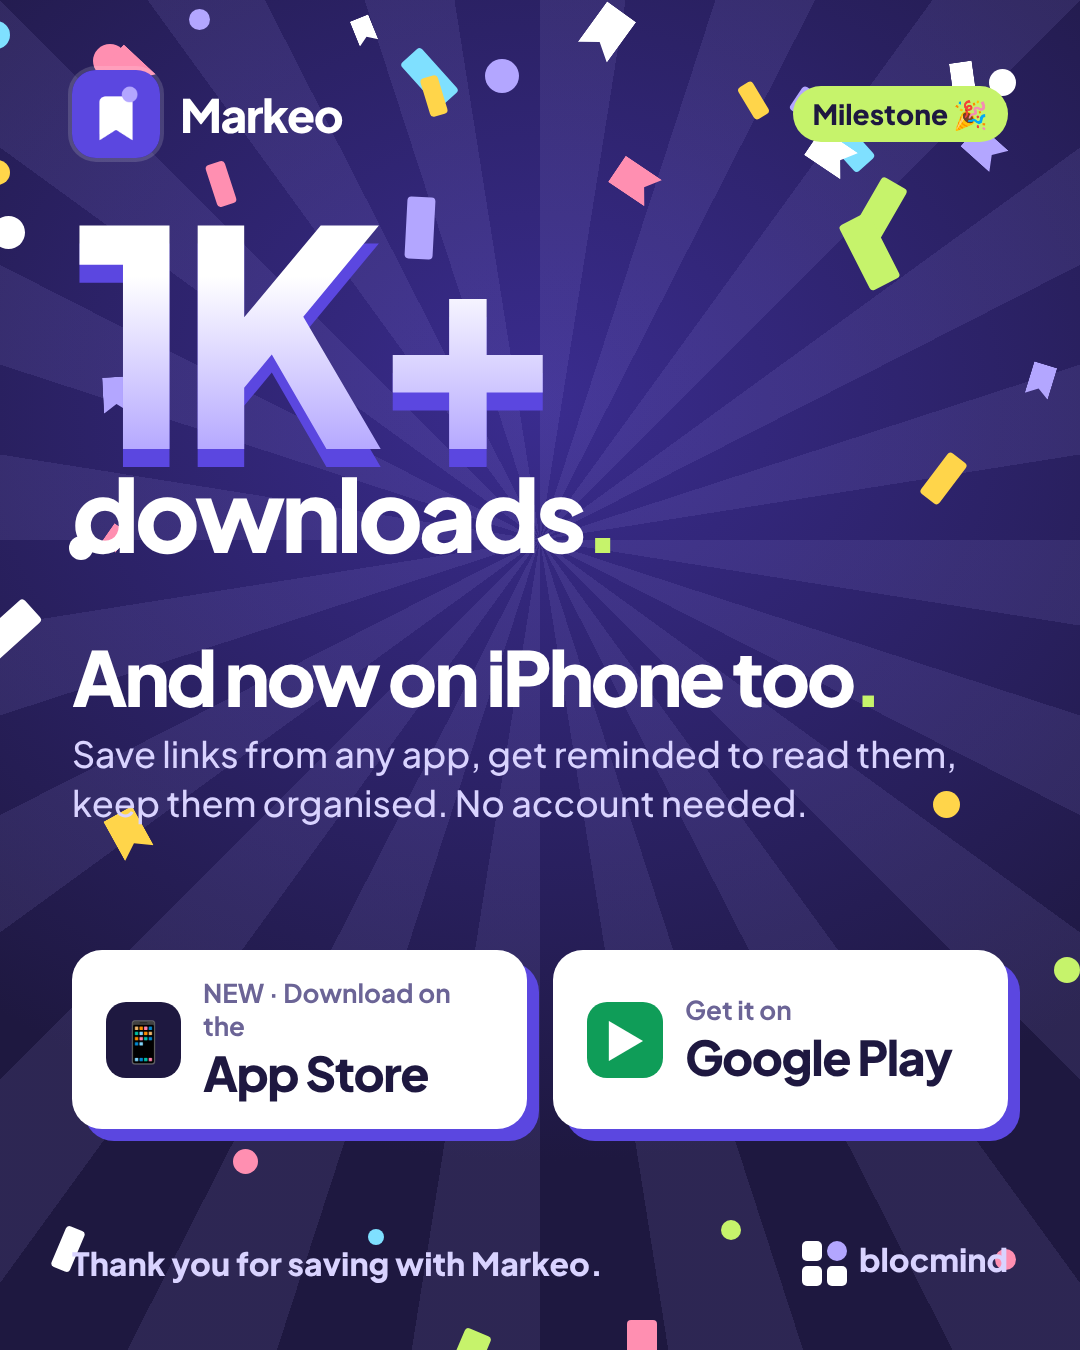 Markeo
Milestone 🎉
1K+
downloads.
And now on iPhone too.
Save links from any app, get reminded to read them,
keep them organised. No account needed.
NEW · Download on
the
App Store
Get it on
Google Play
Thank you for saving with Markeo.
blocmind